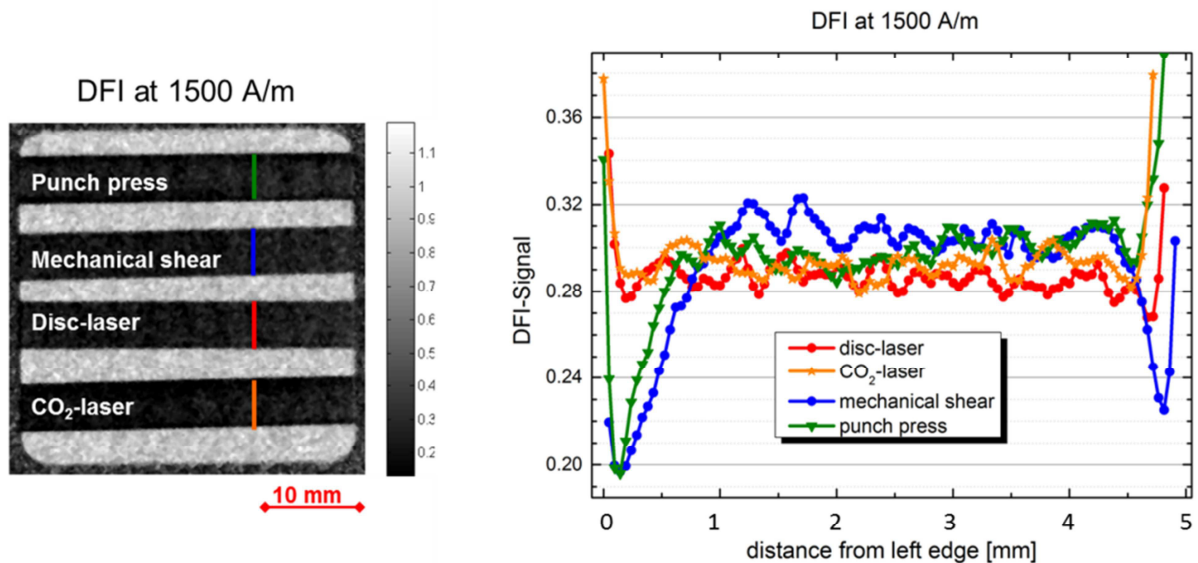 DFI at 1500 A/m
Punch press
Mechanical shear
Disc-laser
CO₂-laser
10 mm
1.1
1
0.9
0.8
0.7
0.6
0.5
0.4
0.3
0.2
DFI at 1500 A/m
DFI-Signal
0.36
0.32
0.28
0.24
0.20
disc-laser
CO₂-laser
mechanical shear
punch press
0 1 2 3 4 5
distance from left edge [mm]